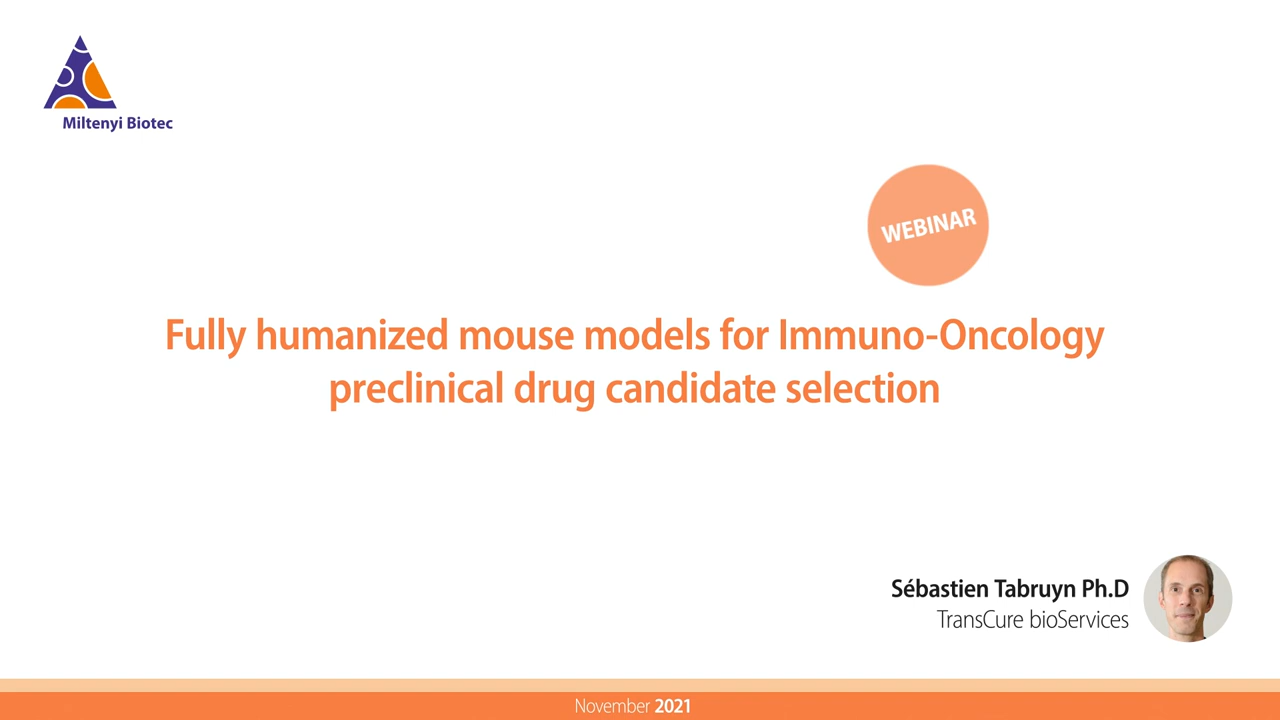 Miltenyi Biotec
WEBINAR
Fully humanized mouse models for Immuno-Oncology
preclinical drug candidate selection
Sébastien Tabruyn Ph.D
TransCure bioServices
November 2021